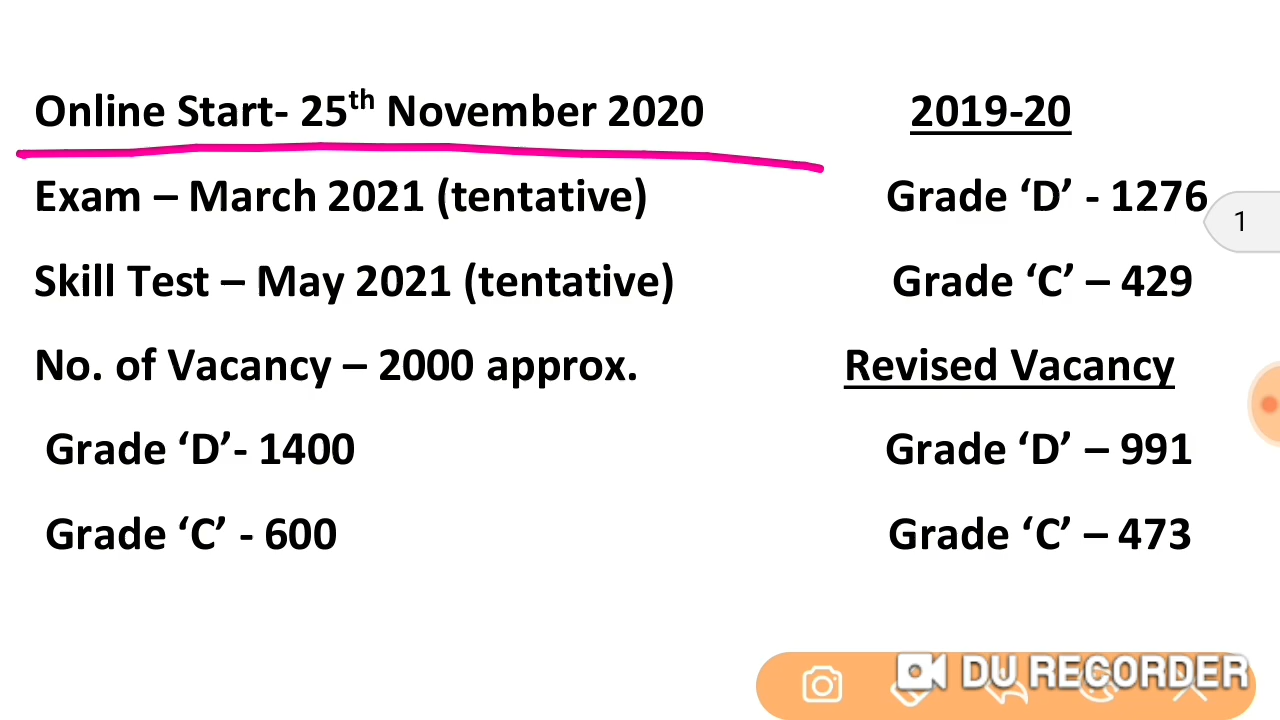 Online Start- 25th November 2020
Exam – March 2021 (tentative)
Skill Test – May 2021 (tentative)
No. of Vacancy – 2000 approx.
Grade ‘D’- 1400
Grade ‘C’ - 600
2019-20
Grade ‘D’ - 1276
Grade ‘C’ – 429
Revised Vacancy
Grade ‘D’ – 991
Grade ‘C’ – 473
1
DU RECORDER